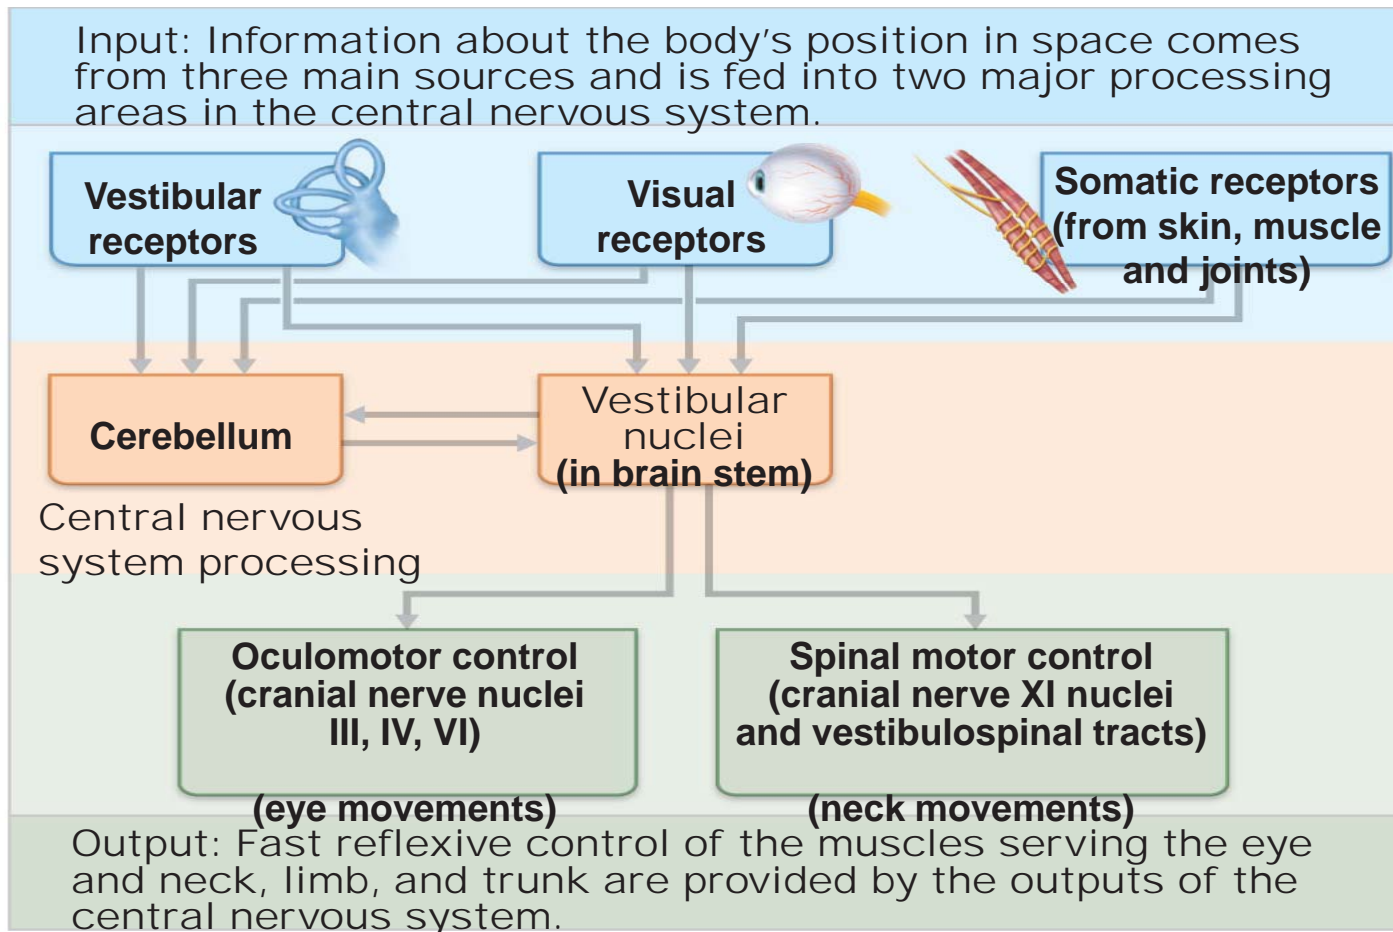 Input: Information about the body's position in space comes
from three main sources and is fed into two major processing
areas in the central nervous system.
Vestibular
receptors
Visual
receptors
Somatic receptors
(from skin, muscle
and joints)
Cerebellum
Vestibular
nuclei
(in brain stem)
Central nervous
system processing
Oculomotor control
(cranial nerve nuclei
III, IV, VI)
(eye movements)
Spinal motor control
(cranial nerve XI nuclei
and vestibulospinal tracts)
(neck movements)
Output: Fast reflexive control of the muscles serving the eye
and neck, limb, and trunk are provided by the outputs of the
central nervous system.